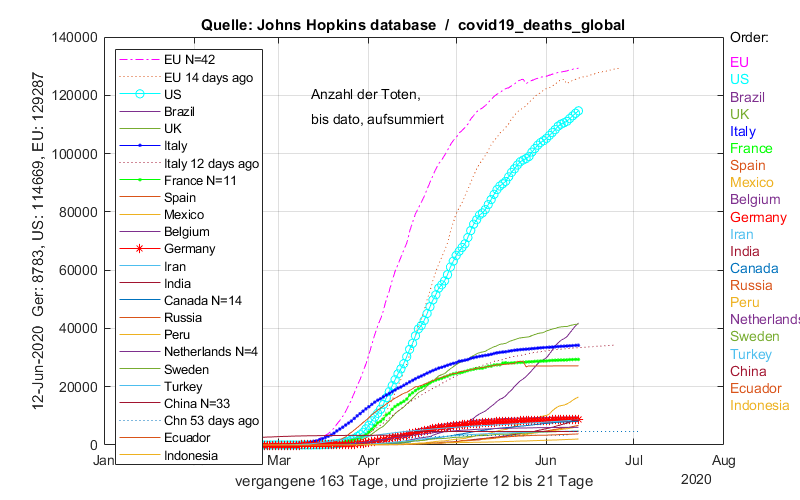 Quelle: Johns Hopkins database / covid19_deaths_global
140000
120000
100000
80000
60000
40000
20000
0
12-Jun-2020 Ger: 8783, US: 114669, EU: 129287
EU N=42
EU 14 days ago
US
Brazil
UK
Italy
Italy 12 days ago
France N=11
Spain
Mexico
Belgium
Germany
Iran
India
Canada N=14
Russia
Peru
Netherlands N=4
Sweden
Turkey
China N=33
Chn 53 days ago
Ecuador
Indonesia
Anzahl der Toten,
bis dato, aufsummiert
Order:
EU
US
Brazil
UK
Italy
France
Spain
Mexico
Belgium
Germany
Iran
India
Canada
Russia
Peru
Netherlands
Sweden
Turkey
China
Ecuador
Indonesia
Jan Mar Apr May Jun Jul Aug
vergangene 163 Tage, und projizierte 12 bis 21 Tage
2020